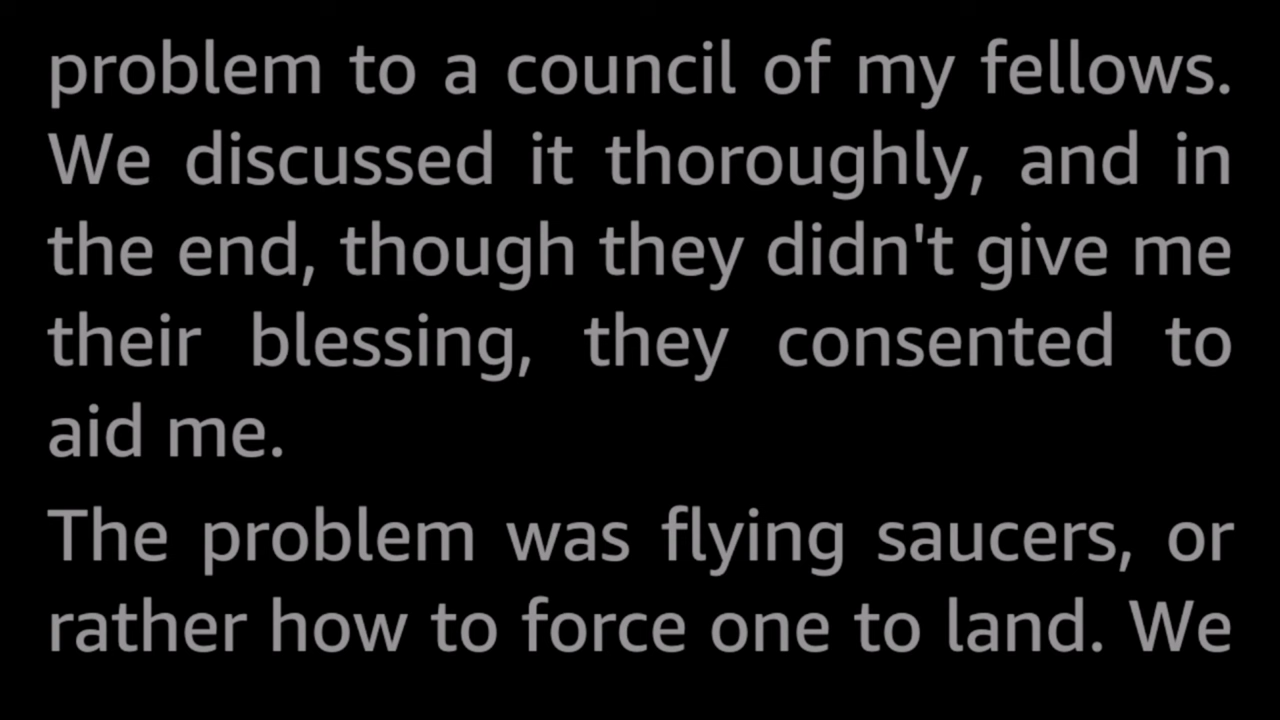 problem to a council of my fellows.
We discussed it thoroughly, and in
the end, though they didn't give me
their blessing, they consented to
aid me.
The problem was flying saucers, or
rather how to force one to land. We